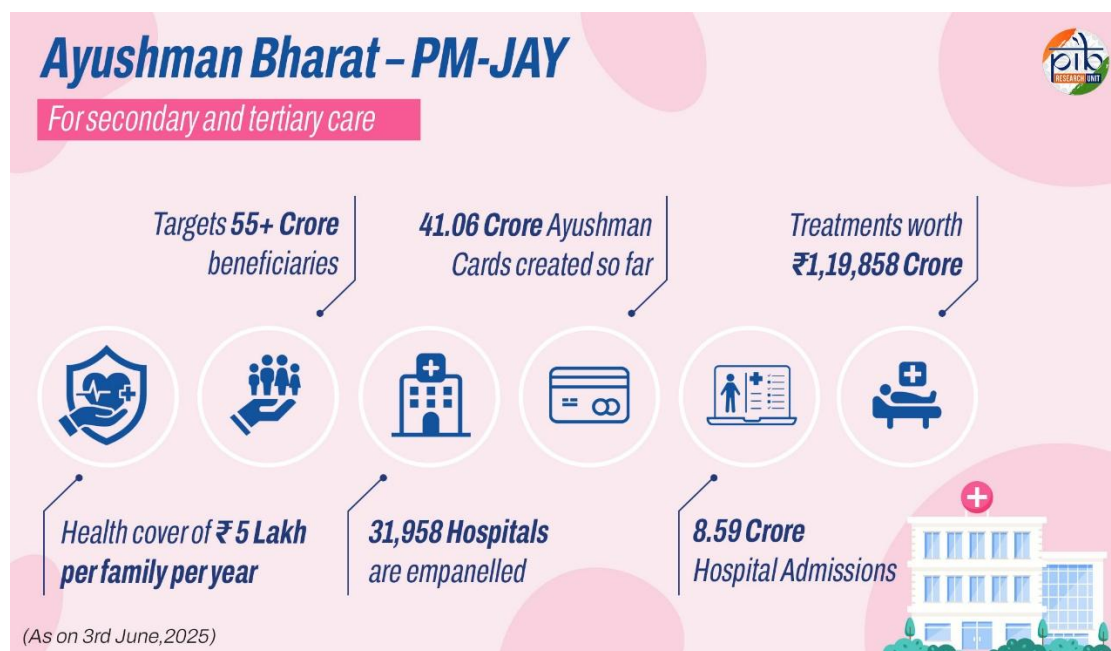 Ayushman Bharat – PM-JAY
pib
RESEARCH UNIT
For secondary and tertiary care
Targets 55+ Crore
beneficiaries
41.06 Crore Ayushman
Cards created so far
Treatments worth
₹1,19,858 Crore
Health cover of ₹ 5 Lakh
per family per year
31,958 Hospitals
are empanelled
8.59 Crore
Hospital Admissions
(As on 3rd June,2025)